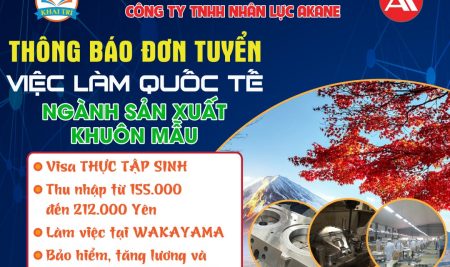 KHAI TRI
CÔNG TY TNHH NHÂN LỰC AKANE
THÔNG BÁO ĐƠN TUYỂN
VIỆC LÀM QUỐC TẾ
NGÀNH SẢN XUẤT
KHUÔN MẪU
Visa THỰC TẬP SINH
Thu nhập từ 155.000
đến 212.000 Yên
Làm việc tại WAKAYAMA
Bảo hiểm, tăng lương và